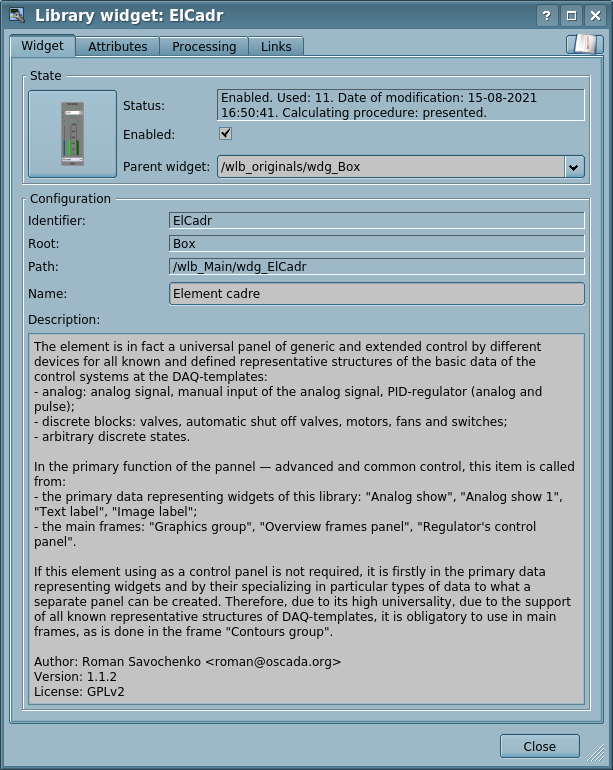 Library widget: ElCadr
Widget
Attributes
Processing
Links
State
Status:
Enabled. Used: 11. Date of modification: 15-08-2021
16:50:41. Calculating procedure: presented.
Enabled:
Parent widget:
/wlb_originals/wdg_Box
Configuration
Identifier:
ElCadr
Root:
Box
Path:
/wlb_Main/wdg_ElCadr
Name:
Element cadre
Description:
The element is in fact a universal panel of generic and extended control by different
devices for all known and defined representative structures of the basic data of the
control systems at the DAQ-templates:
- analog: analog signal, manual input of the analog signal, PID-regulator (analog and
pulse);
- discrete blocks: valves, automatic shut off valves, motors, fans and switches;
- arbitrary discrete states.
In the primary function of the pannel — advanced and common control, this item is called
from:
- the primary data representing widgets of this library: "Analog show", "Analog show 1",
"Text label", "Image label";
- the main frames: "Graphics group", "Overview frames panel", "Regulator's control
panel".
If this element using as a control panel is not required, it is firstly in the primary data
representing widgets and by their specializing in particular types of data to what a
separate panel can be created. Therefore, due to its high universality, due to the support
of all known representative structures of DAQ-templates, it is obligatory to use in main
frames, as is done in the frame "Contours group".
Author: Roman Savochenko <roman@oscada.org>
Version: 1.1.2
License: GPLv2
Close